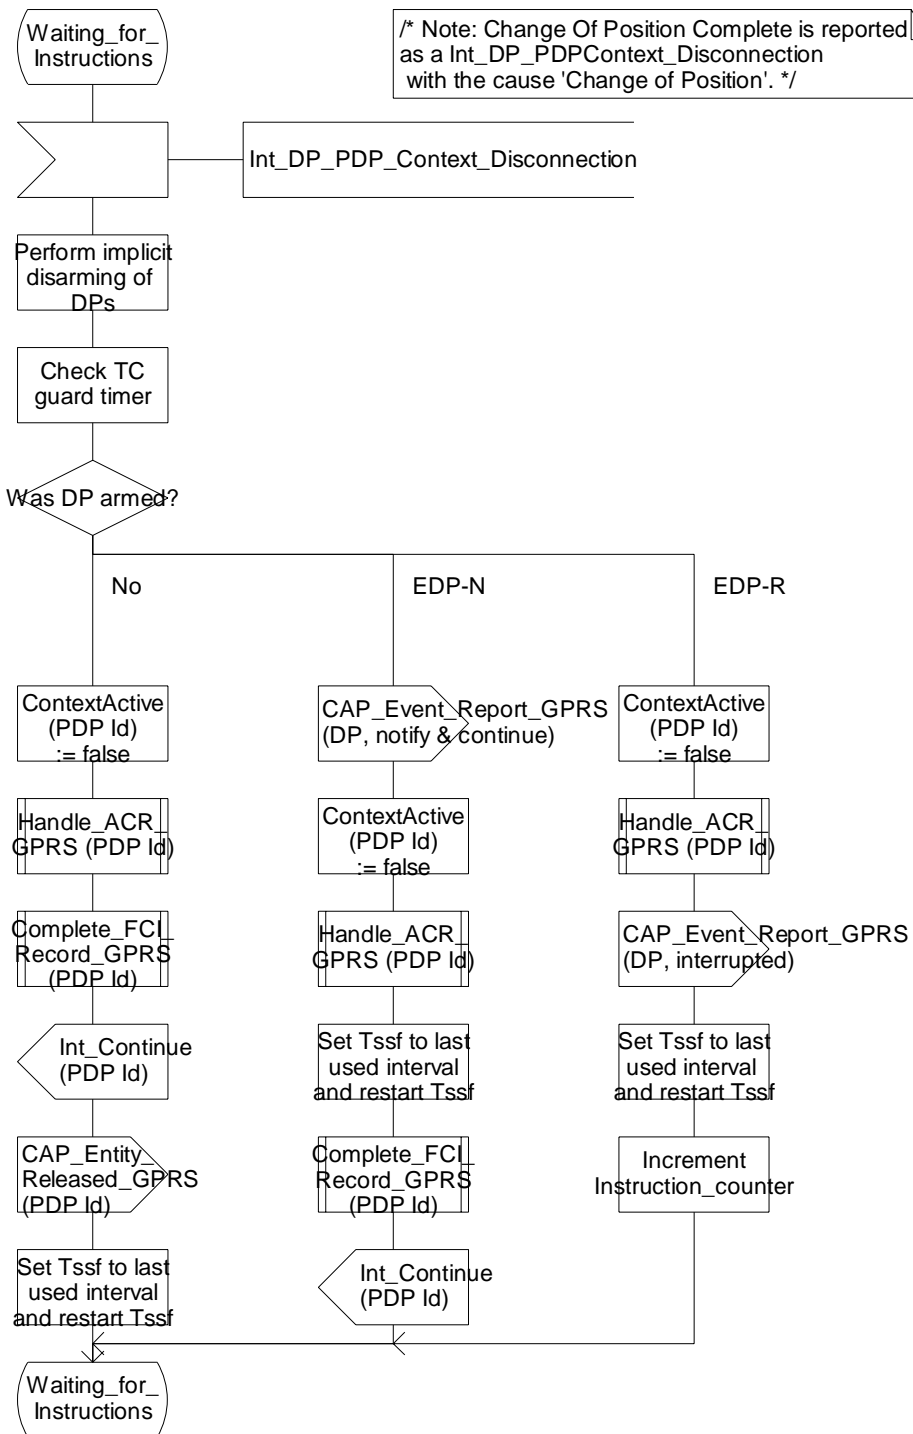 Waiting_for_
Instructions
/* Note: Change Of Position Complete is reported
as a Int_DP_PDPContext_Disconnection
with the cause 'Change of Position'. */
Int_DP_PDP_Context_Disconnection
Perform implicit
disarming of
DPs
Check TC
guard timer
Was DP armed?
No
EDP-N
EDP-R
ContextActive
(PDP Id)
:= false
CAP_Event_Report_GPRS
(DP, notify & continue)
ContextActive
(PDP Id)
:= false
Handle_ACR_
GPRS (PDP Id)
ContextActive
(PDP Id)
:= false
Handle_ACR_
GPRS (PDP Id)
Complete_FCI_
Record_GPRS
(PDP Id)
Handle_ACR_
GPRS (PDP Id)
CAP_Event_Report_GPRS
(DP, interrupted)
Int_Continue
(PDP Id)
Set Tssf to last
used interval
and restart Tssf
Set Tssf to last
used interval
and restart Tssf
CAP_Entity_
Released_GPRS
(PDP Id)
Complete_FCI_
Record_GPRS
(PDP Id)
Increment
Instruction_counter
Set Tssf to last
used interval
and restart Tssf
Int_Continue
(PDP Id)
Waiting_for_
Instructions